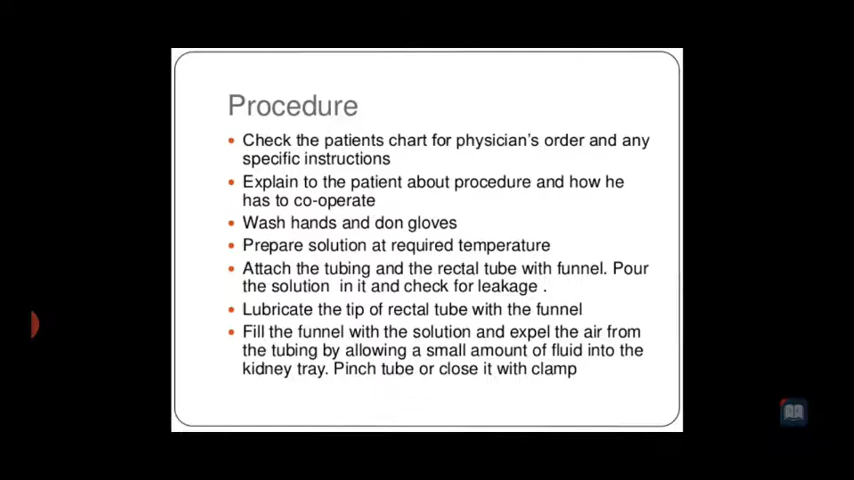 Procedure
Check the patients chart for physician's order and any
specific instructions
Explain to the patient about procedure and how he
has to co-operate
Wash hands and don gloves
Prepare solution at required temperature
Attach the tubing and the rectal tube with funnel. Pour
the solution in it and check for leakage .
Lubricate the tip of rectal tube with the funnel
Fill the funnel with the solution and expel the air from
the tubing by allowing a small amount of fluid into the
kidney tray. Pinch tube or close it with clamp